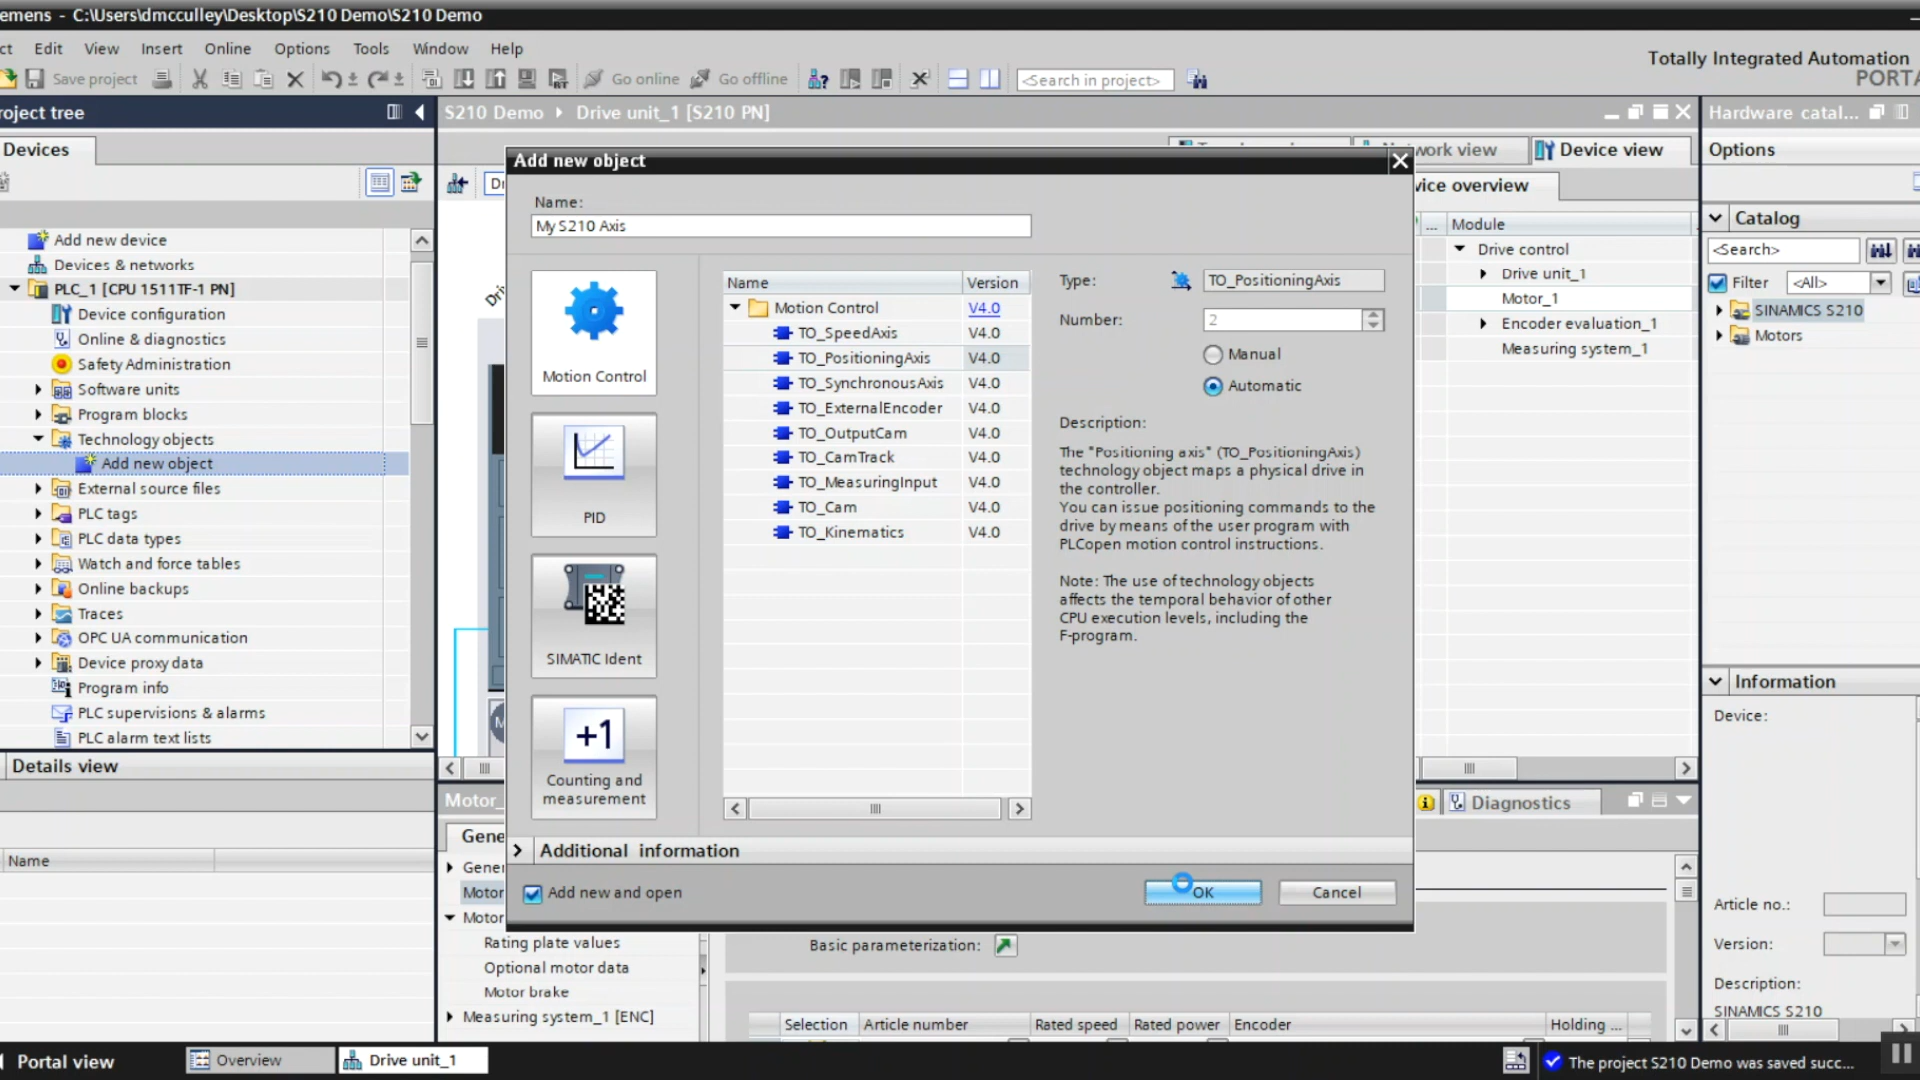 emens - C:\Users\dmcculley\Desktop\S210 Demo\S210 Demo
ct Edit View Insert Online Options Tools Window Help
Totally Integrated Automation
PORTA
Save project Go online Go offline <Search in project>
roject tree
S210 Demo Drive unit_1 [S210 PN]
Hardware catal...
Devices
work view Device view
Options
Add new object
vice overview
Name:
My S210 Axis
... Module
Catalog
<Search>
Filter <All>
SINAMICS S210
Motors
Drive control
Drive unit_1
Motor_1
Encoder evaluation_1
Measuring system_1
Add new device
Devices & networks
PLC_1 [CPU 1511TF-1 PN]
Device configuration
Online & diagnostics
Safety Administration
Software units
Program blocks
Technology objects
Add new object
External source files
PLC tags
PLC data types
Watch and force tables
Online backups
Traces
OPC UA communication
Device proxy data
Program info
PLC supervisions & alarms
PLC alarm text lists
Motion Control
PID
SIMATIC Ident
+1
Counting and
measurement
Name Version
Motion Control V4.0
TO_SpeedAxis V4.0
TO_PositioningAxis V4.0
TO_SynchronousAxis V4.0
TO_ExternalEncoder V4.0
TO_OutputCam V4.0
TO_CamTrack V4.0
TO_MeasuringInput V4.0
TO_Cam V4.0
TO_Kinematics V4.0
Type: TO_PositioningAxis
Number: 2
Manual
Automatic
Description:
The "Positioning axis" (TO_PositioningAxis)
technology object maps a physical drive in
the controller.
You can issue positioning commands to the
drive by means of the user program with
PLCopen motion control instructions.
Note: The use of technology objects
affects the temporal behavior of other
CPU execution levels, including the
F-program.
Additional information
Add new and open
OK Cancel
Information
Device:
Article no.:
Version:
Description:
SINAMICS S210
Details view
Name
Motor_
Diagnostics
Gene
Gener
Motor
Motor
Rating plate values
Optional motor data
Motor brake
Measuring system_1 [ENC]
Basic parameterization:
Selection Article number Rated speed Rated power Encoder Holding ...
Portal view Overview Drive unit_1
The project S210 Demo was saved succ...